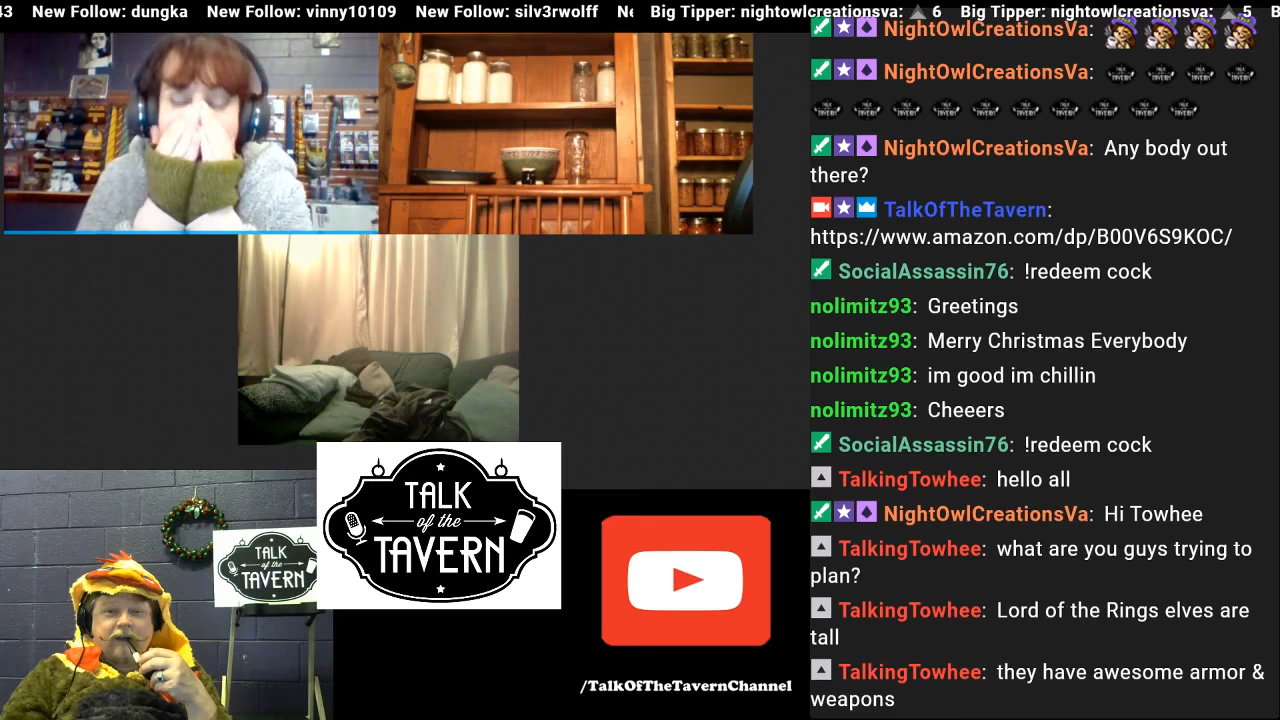 43 New Follow: dungka New Follow: vinny10109 New Follow: silv3rwolff Ne Big Tipper: nightowlcreationsva: 6 Big Tipper: nightowlcreationsva: 5 B
NightOwlCreationsVa:
NightOwlCreationsVa:
NightOwlCreationsVa: Any body out
there?
TalkOfTheTavern:
https://www.amazon.com/dp/B00V6S9KOC/
SocialAssassin76: !redeem cock
nolimitz93: Greetings
nolimitz93: Merry Christmas Everybody
nolimitz93: im good im chillin
nolimitz93: Cheeers
SocialAssassin76: !redeem cock
TalkingTowhee: hello all
NightOwlCreationsVa: Hi Towhee
TalkingTowhee: what are you guys trying to
plan?
TalkingTowhee: Lord of the Rings elves are
tall
TalkingTowhee: they have awesome armor &
weapons
TALK
of the
TAVERN
TALK
of the
TAVERN
/TalkOfTheTavernChannel